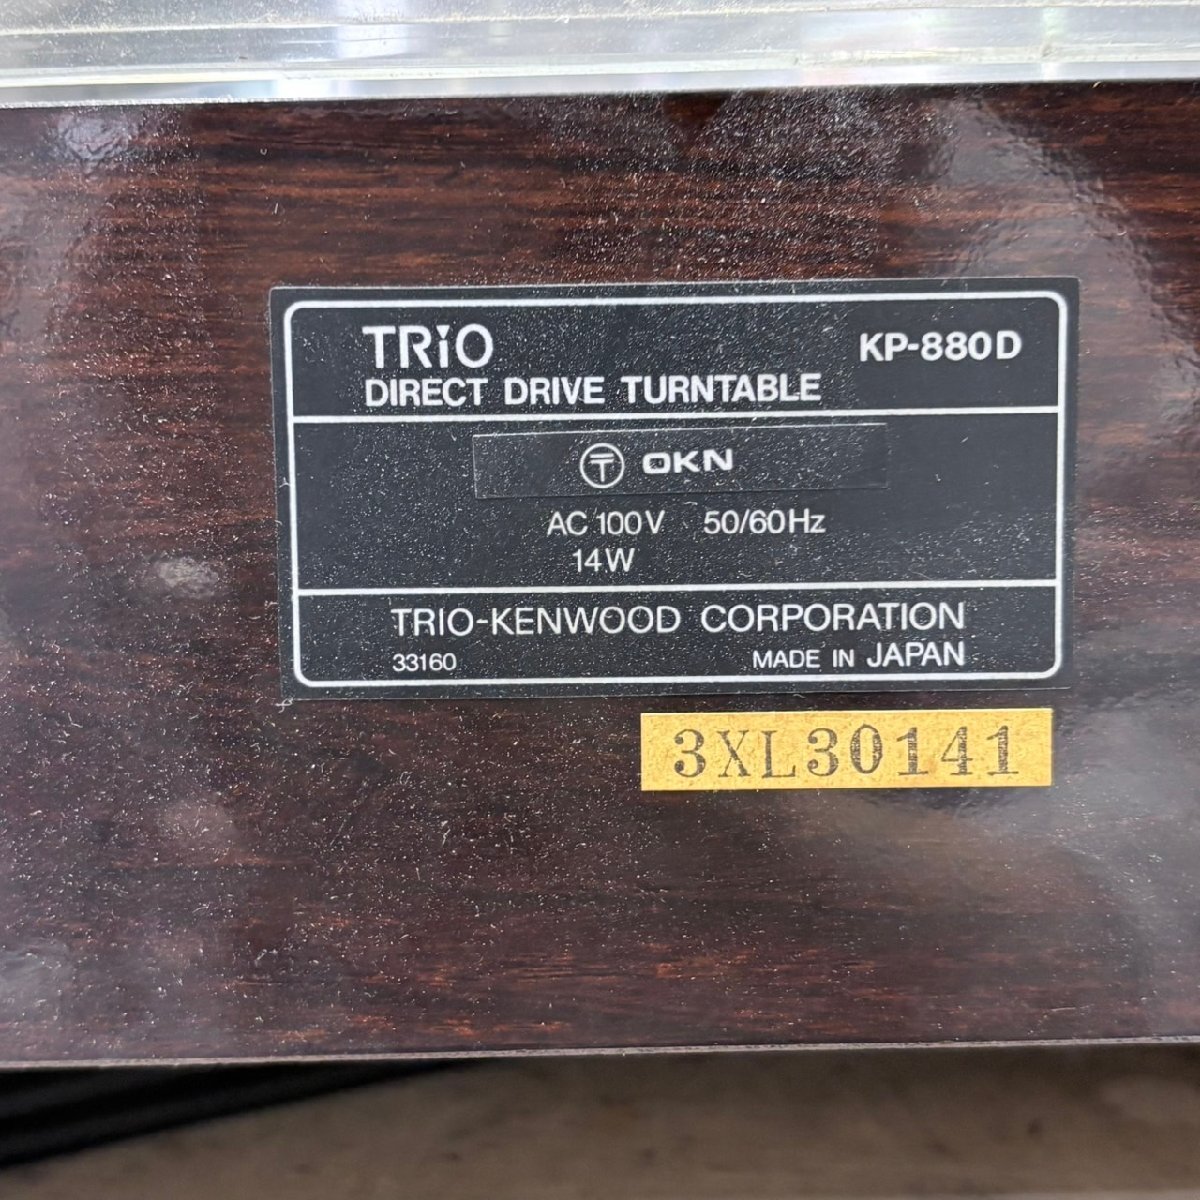 TRiO KP-880D
DIRECT DRIVE TURNTABLE
〶 OKN
AC 100V 50/60Hz
14W
TRIO-KENWOOD CORPORATION
33160 MADE IN JAPAN
3XL30141